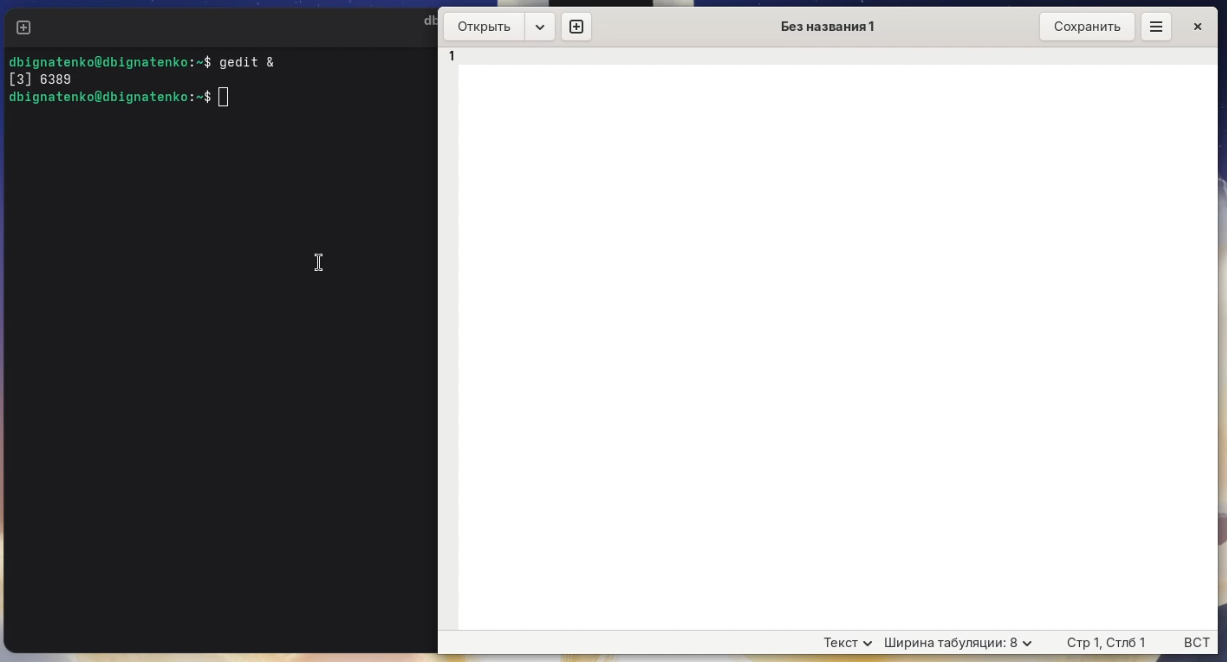 db
dbignatenko@dbignatenko:~$ gedit &
[3] 6389
dbignatenko@dbignatenko:~$
Открыть Без названия 1 Сохранить
1
Текст Ширина табуляции: 8 Стр 1, Стлб 1 ВСТ